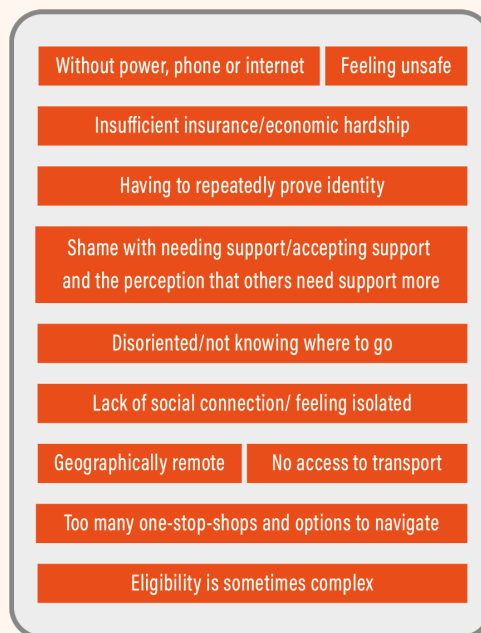 Without power, phone or internet
Feeling unsafe
Insufficient insurance/economic hardship
Having to repeatedly prove identity
Shame with needing support/accepting support
and the perception that others need support more
Disoriented/not knowing where to go
Lack of social connection/ feeling isolated
Geographically remote
No access to transport
Too many one-stop-shops and options to navigate
Eligibility is sometimes complex